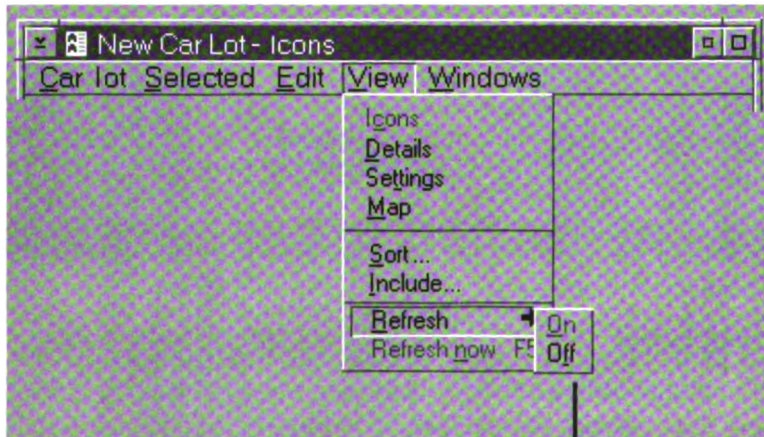 New Car Lot - Icons
Car lot Selected Edit View Windows
Icons
Details
Settings
Map
Sort...
Include...
Refresh
On
Refresh now F5
Off